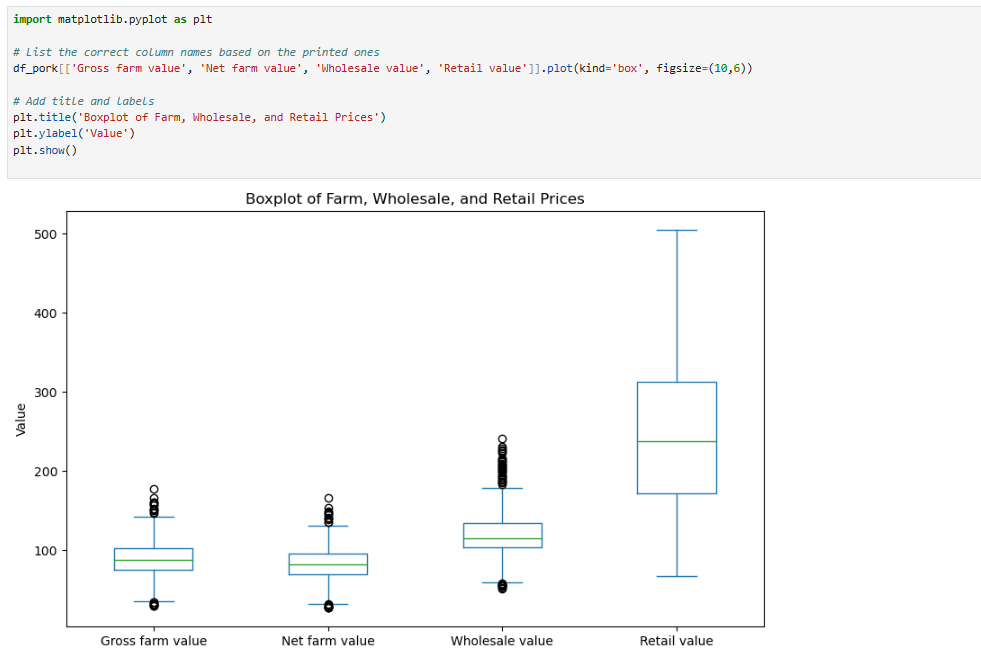 import matplotlib.pyplot as plt
# List the correct column names based on the printed ones
df_pork[['Gross farm value', 'Net farm value', 'Wholesale value', 'Retail value']].plot(kind='box', figsize=(10,6))
# Add title and labels
plt.title('Boxplot of Farm, Wholesale, and Retail Prices')
plt.ylabel('Value')
plt.show()
Boxplot of Farm, Wholesale, and Retail Prices
500
400
300
200
100
Value
Gross farm value Net farm value Wholesale value Retail value